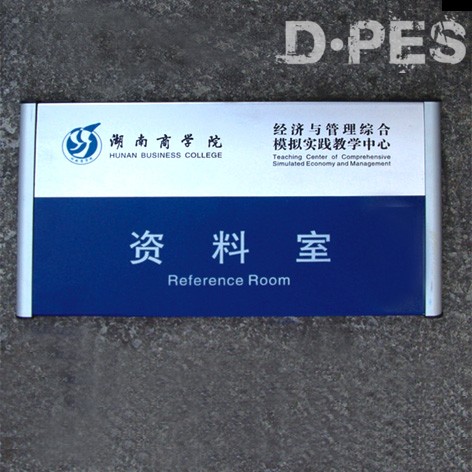 D·PES
湖南商学院
HUNAN BUSINESS COLLEGE
经济与管理综合
模拟实践教学中心
Teaching Center of Comprehensive
Simulated Economy and Management
资料室
Reference Room